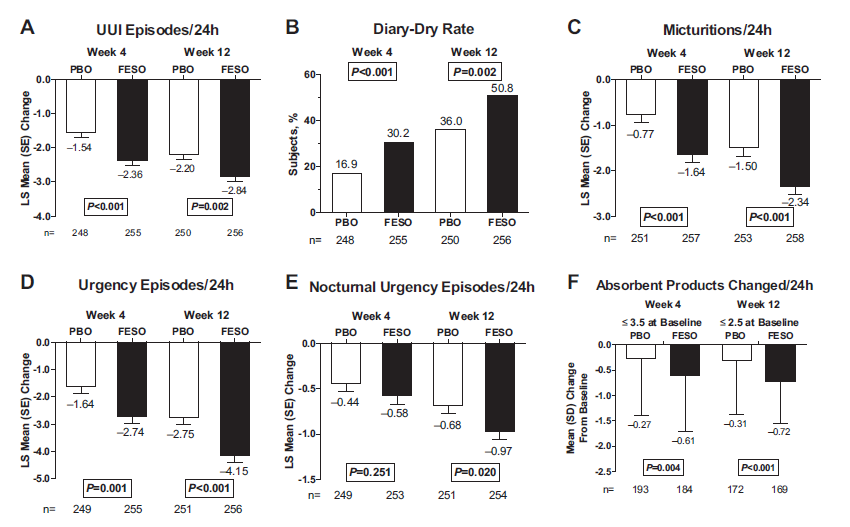 A UUI Episodes/24h
Week 4 Week 12
PBO FESO PBO FESO
0.0
-1.0
-2.0
-3.0
-4.0
LS Mean (SE) Change
–1.54
–2.36
–2.20
–2.84
P<0.001 P=0.002
n= 248 255 250 256
B Diary-Dry Rate
Week 4 Week 12
P<0.001 P=0.002
60
40
20
0
Subjects, %
16.9
30.2
36.0
50.8
PBO FESO PBO FESO
n= 248 255 250 256
C Micturitions/24h
Week 4 Week 12
PBO FESO PBO FESO
0.0
-1.0
-2.0
-3.0
LS Mean (SE) Change
–0.77
–1.64
–1.50
–2.34
P<0.001 P<0.001
n= 251 257 253 258
D Urgency Episodes/24h
Week 4 Week 12
PBO FESO PBO FESO
0.0
-1.0
-2.0
-3.0
-4.0
-5.0
LS Mean (SE) Change
–1.64
–2.74
–2.75
–4.15
P=0.001 P<0.001
n= 249 255 251 256
E Nocturnal Urgency Episodes/24h
Week 4 Week 12
PBO FESO PBO FESO
0.0
-0.5
-1.0
-1.5
LS Mean (SE) Change
–0.44
–0.58
–0.68
–0.97
P=0.251 P=0.020
n= 249 253 251 254
F Absorbent Products Changed/24h
Week 4 Week 12
≤ 3.5 at Baseline ≤ 2.5 at Baseline
PBO FESO PBO FESO
0.0
-0.5
-1.0
-1.5
-2.0
-2.5
Mean (SD) Change
From Baseline
–0.27
–0.61
–0.31
–0.72
P=0.004 P<0.001
n= 193 184 172 169